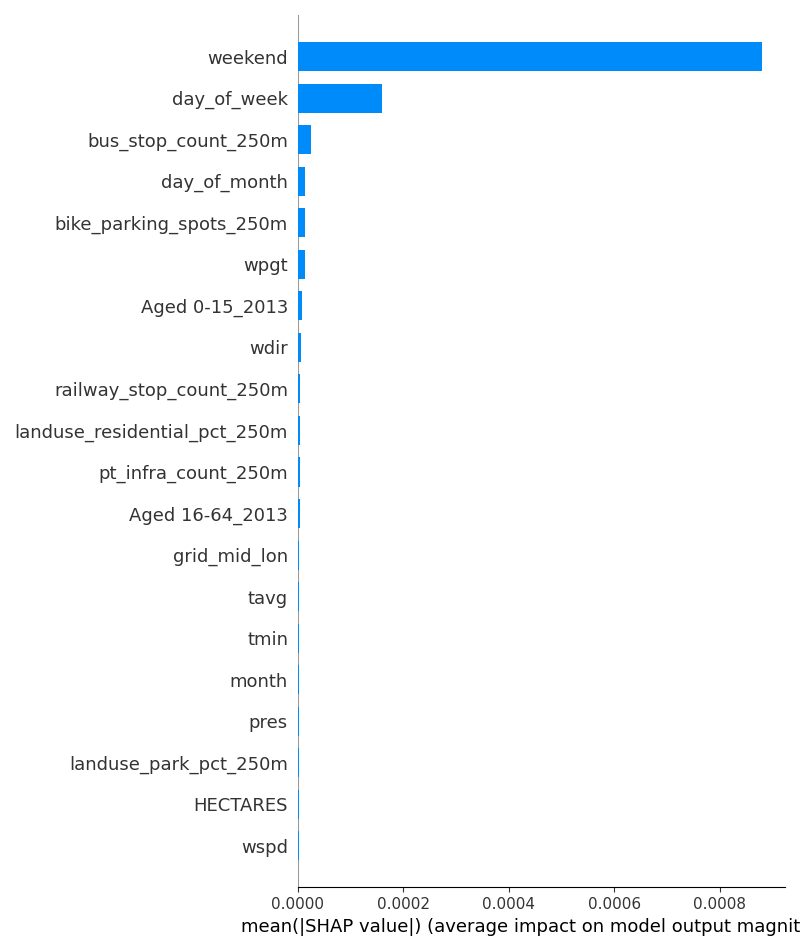 weekend
day_of_week
bus_stop_count_250m
day_of_month
bike_parking_spots_250m
wpgt
Aged 0-15_2013
wdir
railway_stop_count_250m
landuse_residential_pct_250m
pt_infra_count_250m
Aged 16-64_2013
grid_mid_lon
tavg
tmin
month
pres
landuse_park_pct_250m
HECTARES
wspd
0.0000 0.0002 0.0004 0.0006 0.0008
mean(|SHAP value|) (average impact on model output magnit